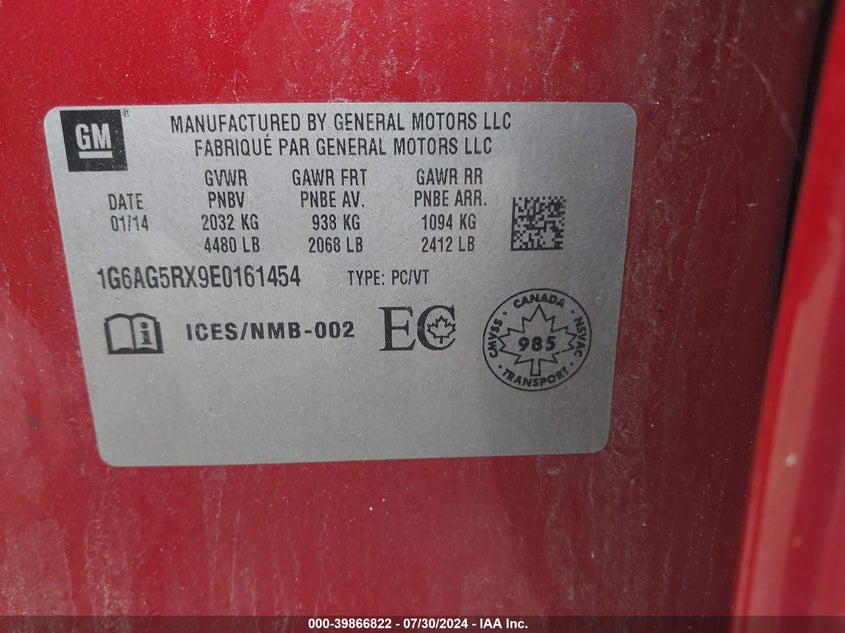 GM
MANUFACTURED BY GENERAL MOTORS LLC
FABRIQUÉ PAR GENERAL MOTORS LLC
DATE
01/14
GVWR
PNBV
2032 KG
4480 LB
GAWR FRT
PNBE AV.
938 KG
2068 LB
GAWR RR
PNBE ARR.
1094 KG
2412 LB
1G6AG5RX9E0161454 TYPE: PC/VT
ICES/NMB-002
EC
CANADA
CMVSS
985
NSVAC
TRANSPORT
000-39866822 / 07/30/2024 - IAA Inc.